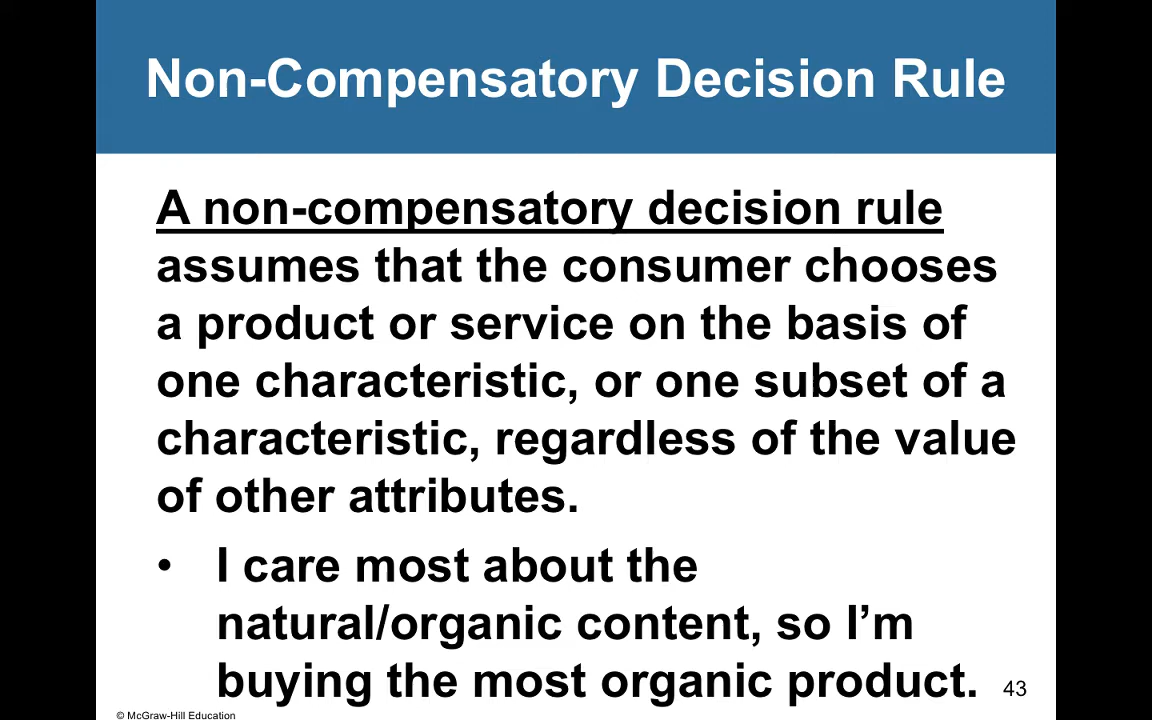 Non-Compensatory Decision Rule
A non-compensatory decision rule
assumes that the consumer chooses
a product or service on the basis of
one characteristic, or one subset of a
characteristic, regardless of the value
of other attributes.
• I care most about the
natural/organic content, so I’m
buying the most organic product.
43
© McGraw-Hill Education